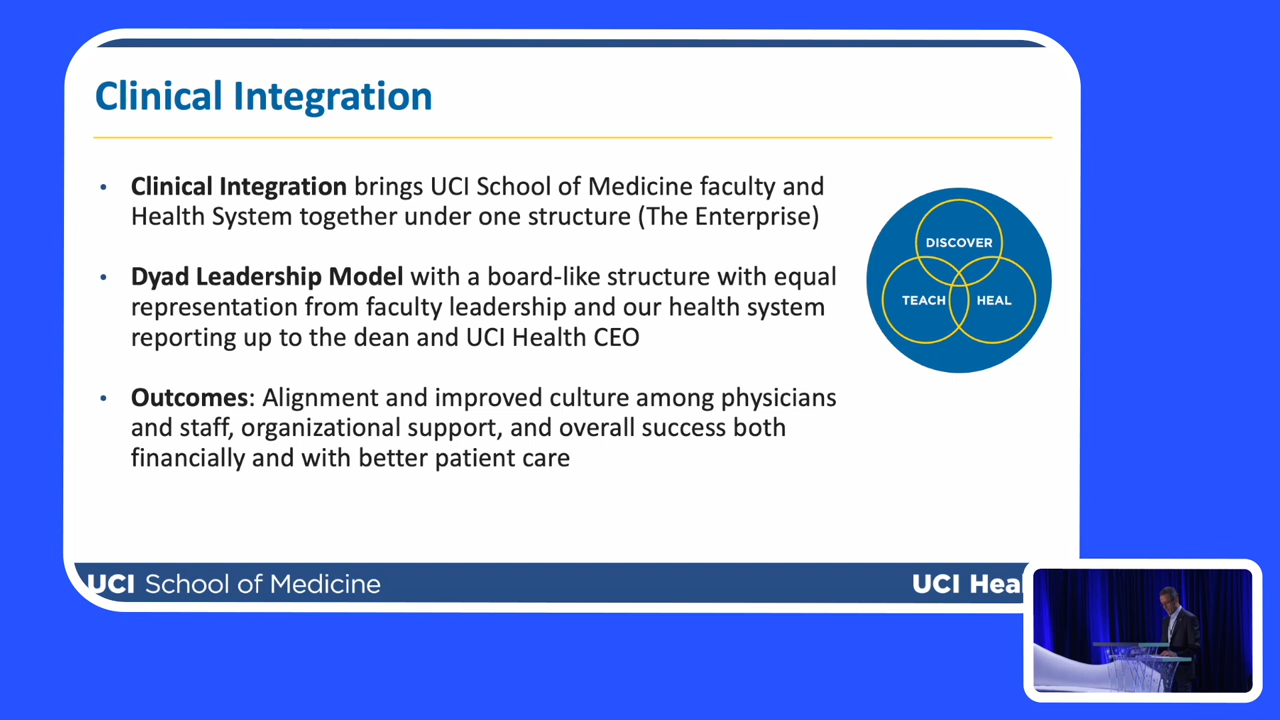 Clinical Integration
• Clinical Integration brings UCI School of Medicine faculty and
Health System together under one structure (The Enterprise)
• Dyad Leadership Model with a board-like structure with equal
representation from faculty leadership and our health system
reporting up to the dean and UCI Health CEO
• Outcomes: Alignment and improved culture among physicians
and staff, organizational support, and overall success both
financially and with better patient care
DISCOVER
TEACH HEAL
UCI School of Medicine
UCI